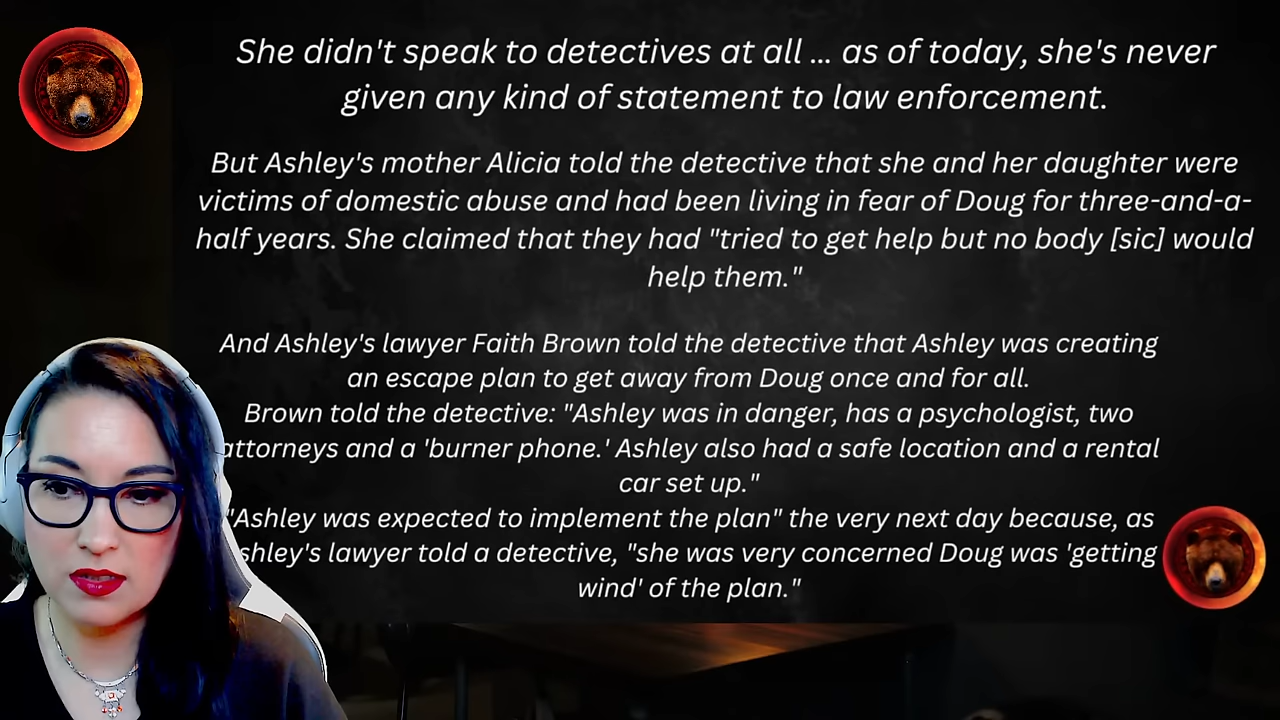 She didn't speak to detectives at all ... as of today, she's never
given any kind of statement to law enforcement.
But Ashley's mother Alicia told the detective that she and her daughter were
victims of domestic abuse and had been living in fear of Doug for three-and-a-
half years. She claimed that they had "tried to get help but no body [sic] would
help them."
And Ashley's lawyer Faith Brown told the detective that Ashley was creating
an escape plan to get away from Doug once and for all.
Brown told the detective: "Ashley was in danger, has a psychologist, two
attorneys and a 'burner phone.' Ashley also had a safe location and a rental
car set up."
"Ashley was expected to implement the plan" the very next day because, as
shley's lawyer told a detective, "she was very concerned Doug was 'getting
wind' of the plan."